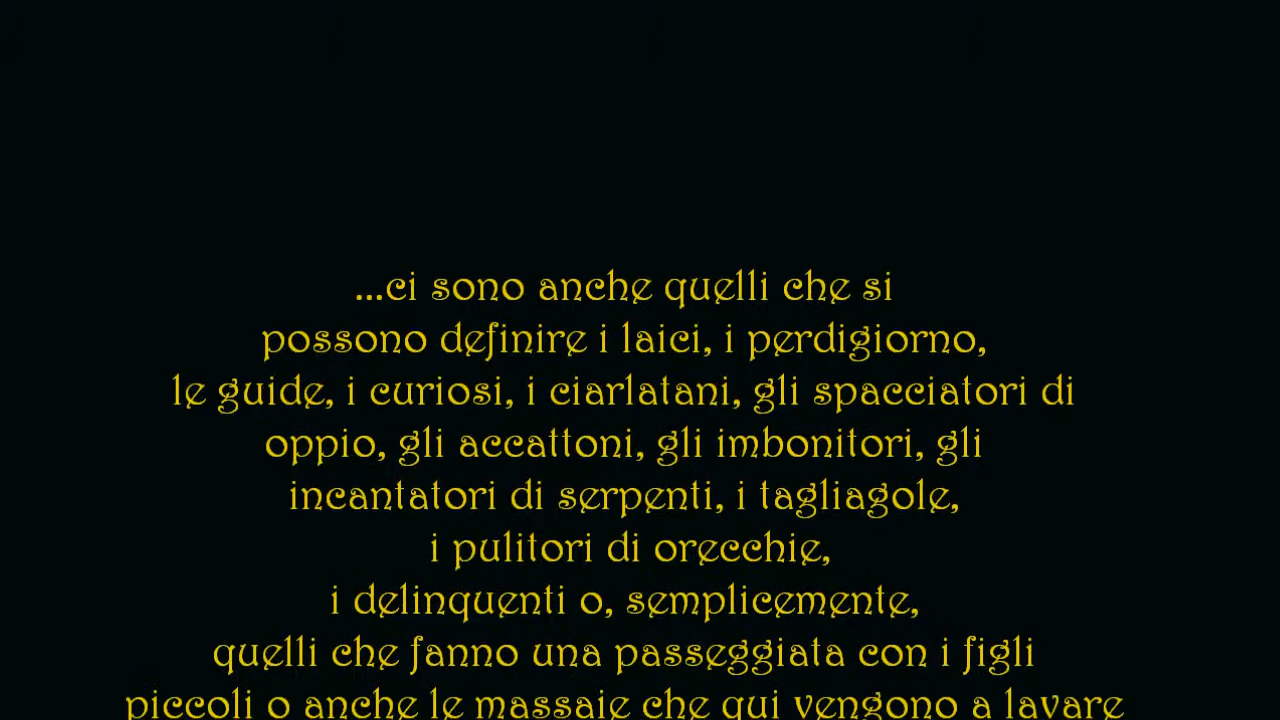 ...ci sono anche quelli che si
possono definire i laici, i perdigiorno,
le guide, i curiosi, i ciarlatani, gli spacciatori di
oppio, gli accattoni, gli imbonitori, gli
incantatori di serpenti, i tagliagole,
i pulitori di orecchie,
i delinquenti o, semplicemente,
quelli che fanno una passeggiata con i figli
piccoli o anche le massaie che qui vengono a lavare